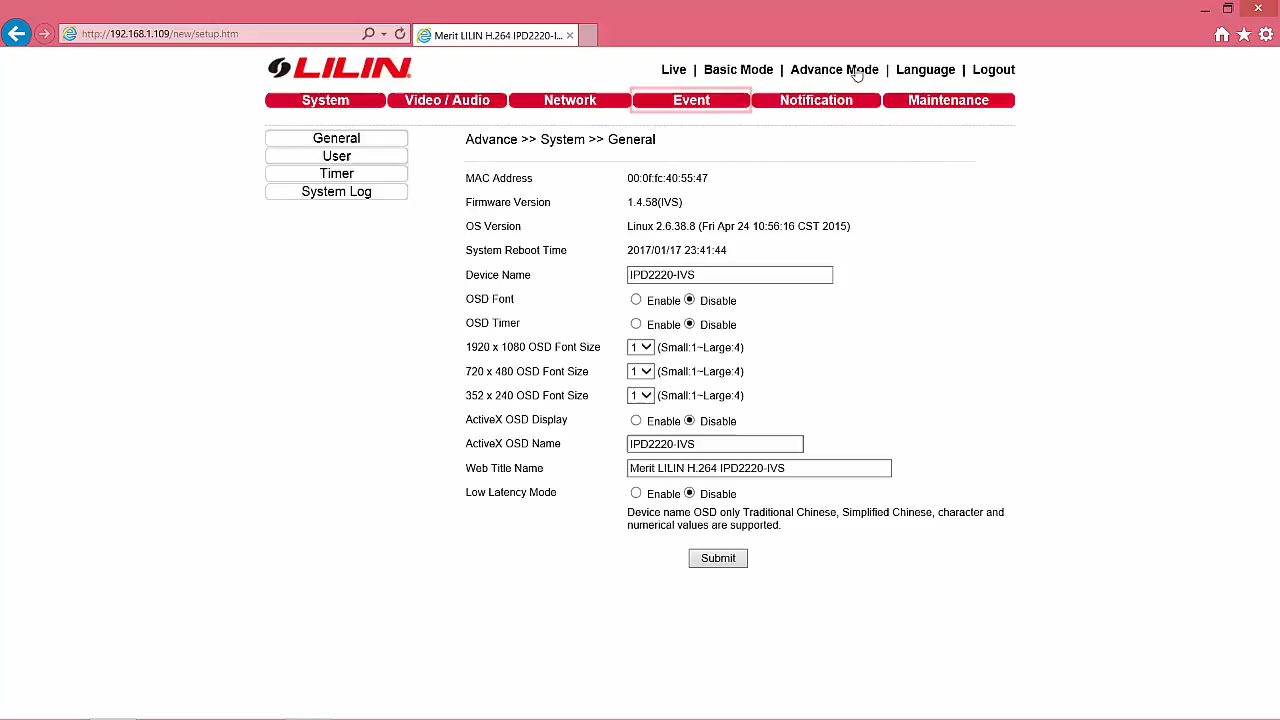 http://192.168.1.109/new/setup.htm
Merit LILIN H.264 IPD2220-I...
LILIN
Live | Basic Mode | Advance Mode | Language | Logout
System Video / Audio Network Event Notification Maintenance
General
User
Timer
System Log
Advance >> System >> General
MAC Address 00:0f:fc:40:55:47
Firmware Version 1.4.58(IVS)
OS Version Linux 2.6.38.8 (Fri Apr 24 10:56:16 CST 2015)
System Reboot Time 2017/01/17 23:41:44
Device Name IPD2220-IVS
OSD Font Enable Disable
OSD Timer Enable Disable
1920 x 1080 OSD Font Size 1 (Small:1~Large:4)
720 x 480 OSD Font Size 1 (Small:1~Large:4)
352 x 240 OSD Font Size 1 (Small:1~Large:4)
ActiveX OSD Display Enable Disable
ActiveX OSD Name IPD2220-IVS
Web Title Name Merit LILIN H.264 IPD2220-IVS
Low Latency Mode Enable Disable
Device name OSD only Traditional Chinese, Simplified Chinese, character and
numerical values are supported.
Submit